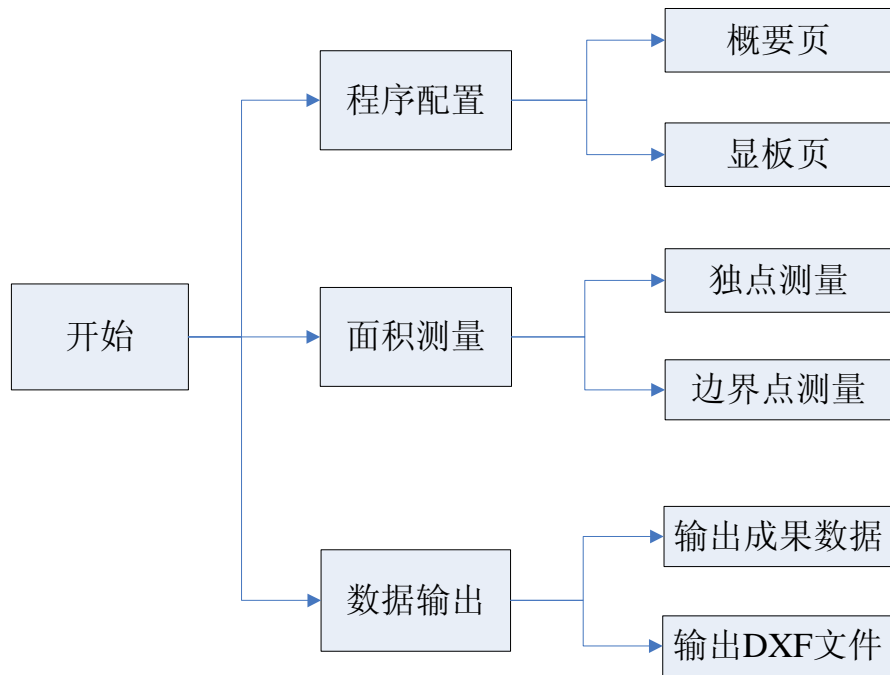 开始
程序配置
概要页
显板页
面积测量
独点测量
边界点测量
数据输出
输出成果数据
输出DXF文件